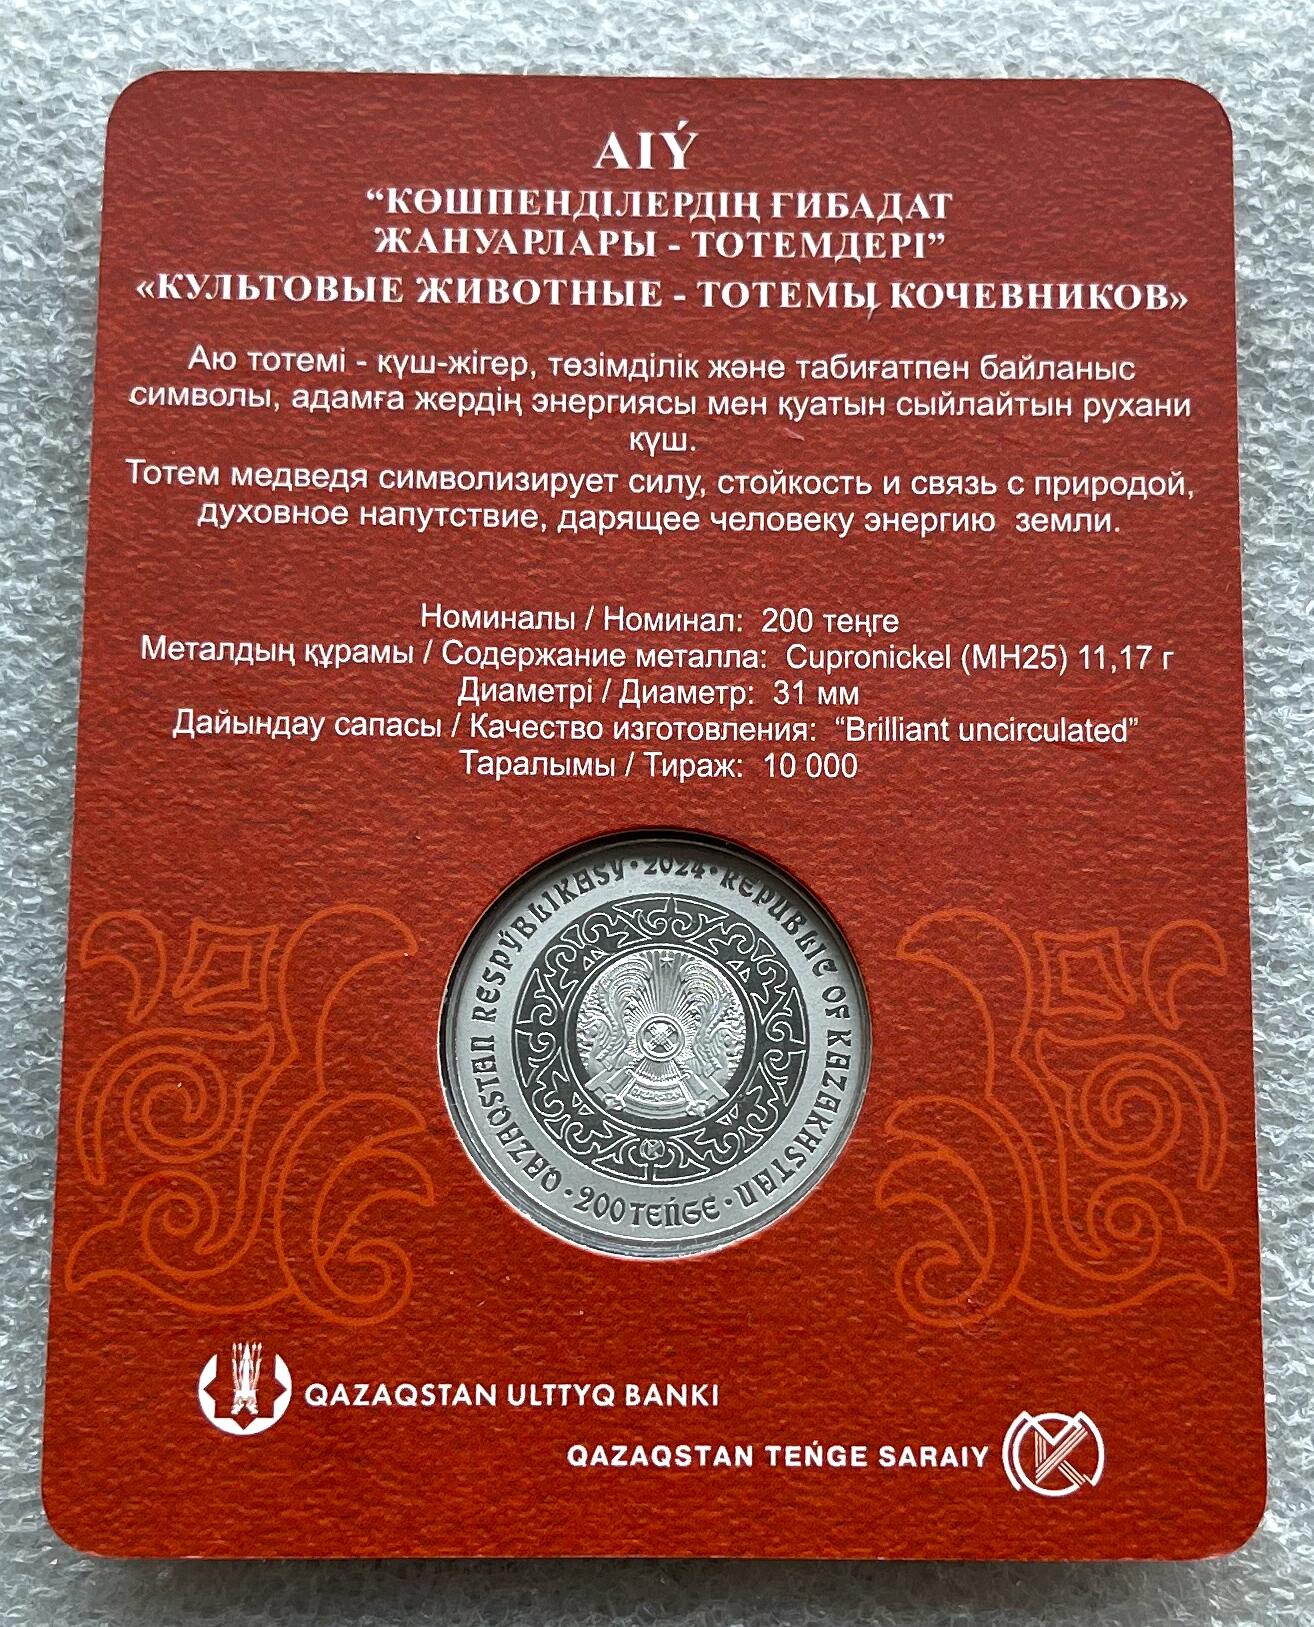 AIÝ
“КӨШПЕНДІЛЕРДІҢ ҒИБАДАТ
ЖАНУАРЛАРЫ - ТОТЕМДЕРІ”
«КУЛЬТОВЫЕ ЖИВОТНЫЕ - ТОТЕМЫ КОЧЕВНИКОВ»
Аю тотемі - күш-жігер, төзімділік және табиғатпен байланыс
символы, адамға жердің энергиясы мен қуатын сыйлайтын рухани
күш.
Тотем медведя символизирует силу, стойкость и связь с природой,
духовное напутствие, дарящее человеку энергию земли.
Номиналы / Номинал: 200 теңге
Металдың құрамы / Содержание металла: Cupronickel (МН25) 11,17 г
Диаметрі / Диаметр: 31 мм
Дайындау сапасы / Качество изготовления: “Brilliant uncirculated”
Таралымы / Тираж: 10 000
QAZAQSTAN RESPÝBLIKASY • 2024 • REPUBLIC OF KAZAKHSTAN
• 200 TEŃGE •
QAZAQSTAN ULTTYQ BANKI
QAZAQSTAN TEŃGE SARAIY